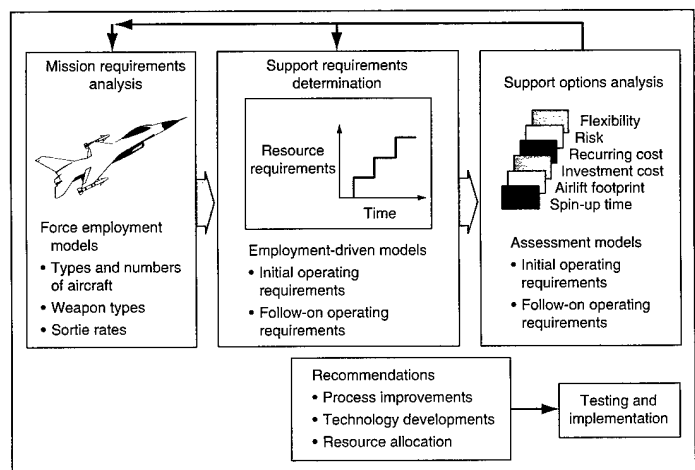 Mission requirements
analysis
Force employment
models
• Types and numbers
of aircraft
• Weapon types
• Sortie rates
Support requirements
determination
Resource
requirements
Time
Employment-driven models
• Initial operating
requirements
• Follow-on operating
requirements
Support options analysis
Flexibility
Risk
Recurring cost
Investment cost
Airlift footprint
Spin-up time
Assessment models
• Initial operating
requirements
• Follow-on operating
requirements
Recommendations
• Process improvements
• Technology developments
• Resource allocation
Testing and
implementation